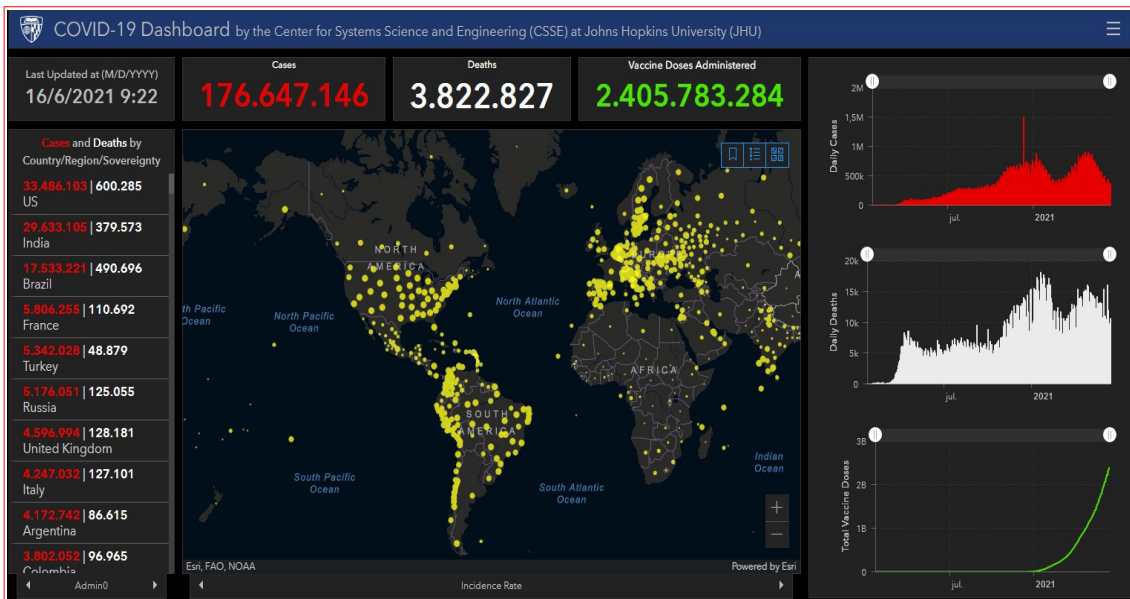 COVID-19 Dashboard by the Center for Systems Science and Engineering (CSSE) at Johns Hopkins University (JHU)
Last Updated at (M/D/YYYY)
16/6/2021 9:22
Cases
176.647.146
Deaths
3.822.827
Vaccine Doses Administered
2.405.783.284
Cases and Deaths by
Country/Region/Sovereignty
33.486.103 | 600.285
US
29.633.105 | 379.573
India
17.533.221 | 490.696
Brazil
5.806.255 | 110.692
France
5.342.028 | 48.879
Turkey
5.176.051 | 125.055
Russia
4.596.994 | 128.181
United Kingdom
4.247.032 | 127.101
Italy
4.172.742 | 86.615
Argentina
3.802.052 | 96.965
Colombia
Admin0
NORTH
AMERICA
EUROPE
A
th Pacific
Ocean
North Pacific
Ocean
North Atlantic
Ocean
AFRICA
SOUTH
AMERICA
South Pacific
Ocean
South Atlantic
Ocean
Indian
Ocean
+
−
Esri, FAO, NOAA
Powered by Esri
Incidence Rate
Daily Cases
2M
1,5M
1M
500k
0
jul.
2021
Daily Deaths
20k
15k
10k
5k
0
jul.
2021
Total Vaccine Doses
3B
2B
1B
0
jul.
2021